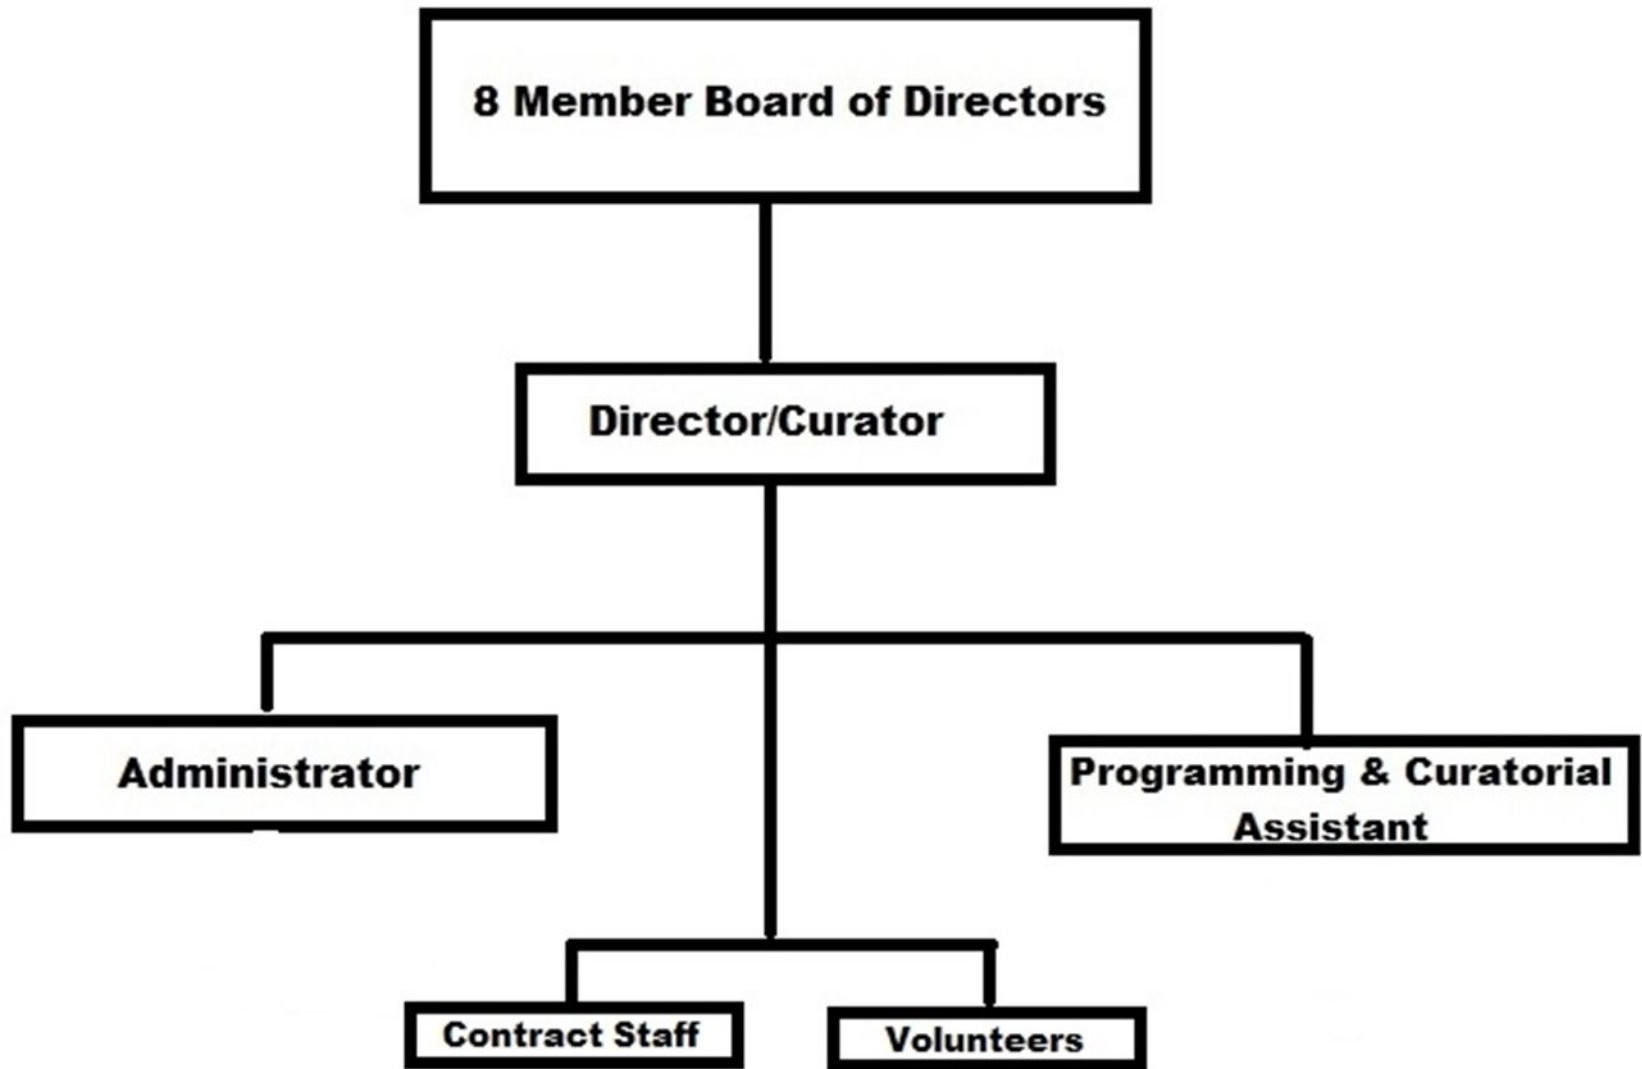 8 Member Board of Directors
Director/Curator
Administrator
Programming & Curatorial
Assistant
Contract Staff
Volunteers